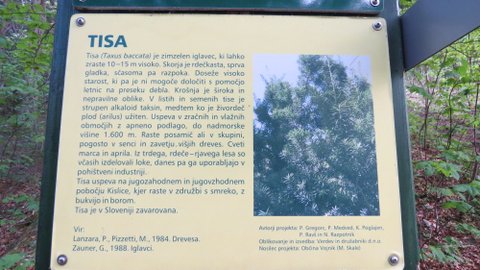 TISA
Tisa (Taxus baccata) je zimzelen iglavec, ki lahko
zraste 10–15 m visoko. Skorja je rdečkasta, sprva
gladka, sčasoma pa razpoka. Doseže visoko
starost, ki pa je ni mogoče določiti s pomočjo
letnic na preseku debla. Krošnja je široka in
nepravilne oblike. V listih in semenih tise je
strupen alkaloid taksin, medtem ko je živordeč
plod (arilus) užiten. Uspeva v zračnih in vlažnih
območjih z apneno podlago, do nadmorske
višine 1.600 m. Raste posamič ali v skupini,
pogosto v senci in zavetju višjih dreves. Cveti
marca in aprila. Iz trdega, rdeče–rjavega lesa so
včasih izdelovali loke, danes pa ga uporabljajo v
pohištveni industriji.
Tisa uspeva na jugozahodnem in jugovzhodnem
pobočju Kislice, kjer raste v združbi s smreko, z
bukvijo in borom.
Tisa je v Sloveniji zavarovana.
Vir:
Lanzara, P., Pizzetti, M., 1984. Drevesa.
Zauner, G., 1988. Iglavci.
Avtorji projekta: P. Gregorc, P. Medved, K. Poglajen,
P. Ravl in N. Razpotnik
Oblikovanje in izvedba: Verdev in družabniki d.n.o.
Nosilec projekta: Občina Vojnik (M. Skale)